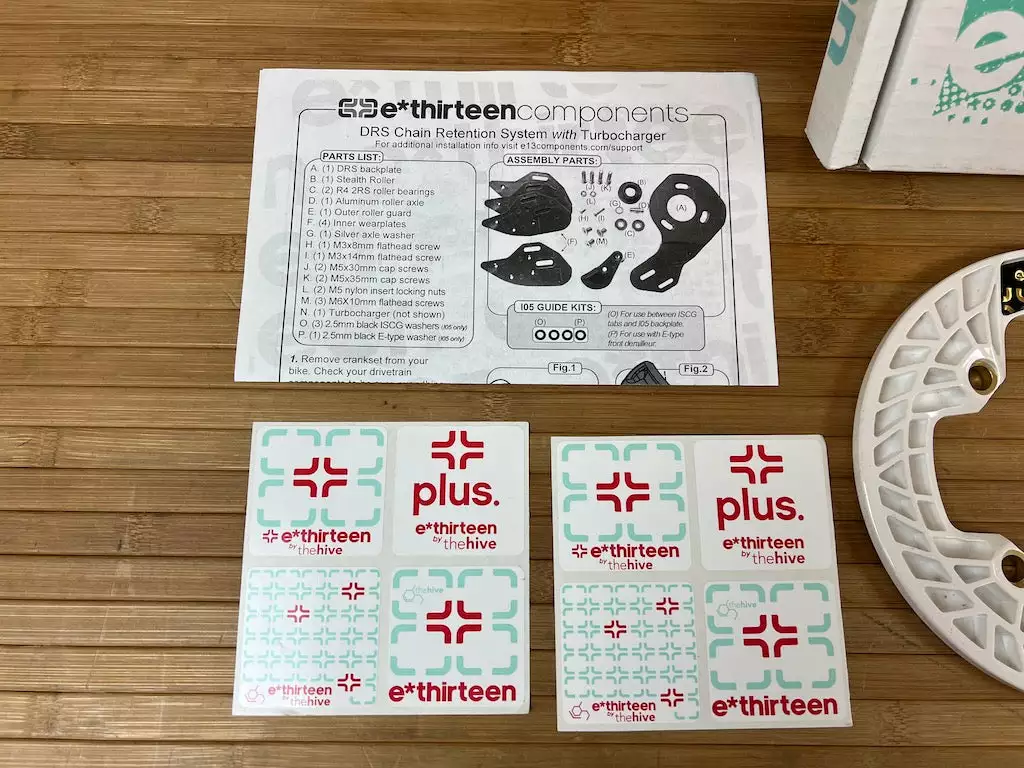 e*thirteencomponents
DRS Chain Retention System with Turbocharger
For additional installation info visit e13components.com/support
PARTS LIST:
A. (1) DRS backplate
B. (1) Stealth Roller
C. (2) R4 2RS roller bearings
D. (1) Aluminum roller axle
E. (1) Outer roller guard
F. (4) Inner wearplates
G. (1) Silver axle washer
H. (1) M3x8mm flathead screw
I. (1) M3x14mm flathead screw
J. (2) M5x30mm cap screws
K. (2) M5x35mm cap screws
L. (2) M5 nylon insert locking nuts
M. (3) M6X10mm flathead screws
N. (1) Turbocharger (not shown)
O. (3) 2.5mm black ISCG washers (I05 only)
P. (1) 2.5mm black E-type washer (I05 only)
ASSEMBLY PARTS:
(J) (K) (B)
(L)
(H) (I) (G) (D) (A)
(C)
(F) (M)
(E)
I05 GUIDE KITS:
(O) (P)
(O) For use between ISCG
tabs and I05 backplate.
(P) For use with E-type
front derailleur.
1. Remove crankset from your
bike. Check your drivetrain
Fig.1
Fig.2
e
e*thirteen
by thehive
plus.
e*thirteen
by thehive
e*thirteen
by thehive
thehive
e*thirteen
e*thirteen
by thehive
plus.
e*thirteen
by thehive
e*thirteen
by thehive
thehive
e*thirteen